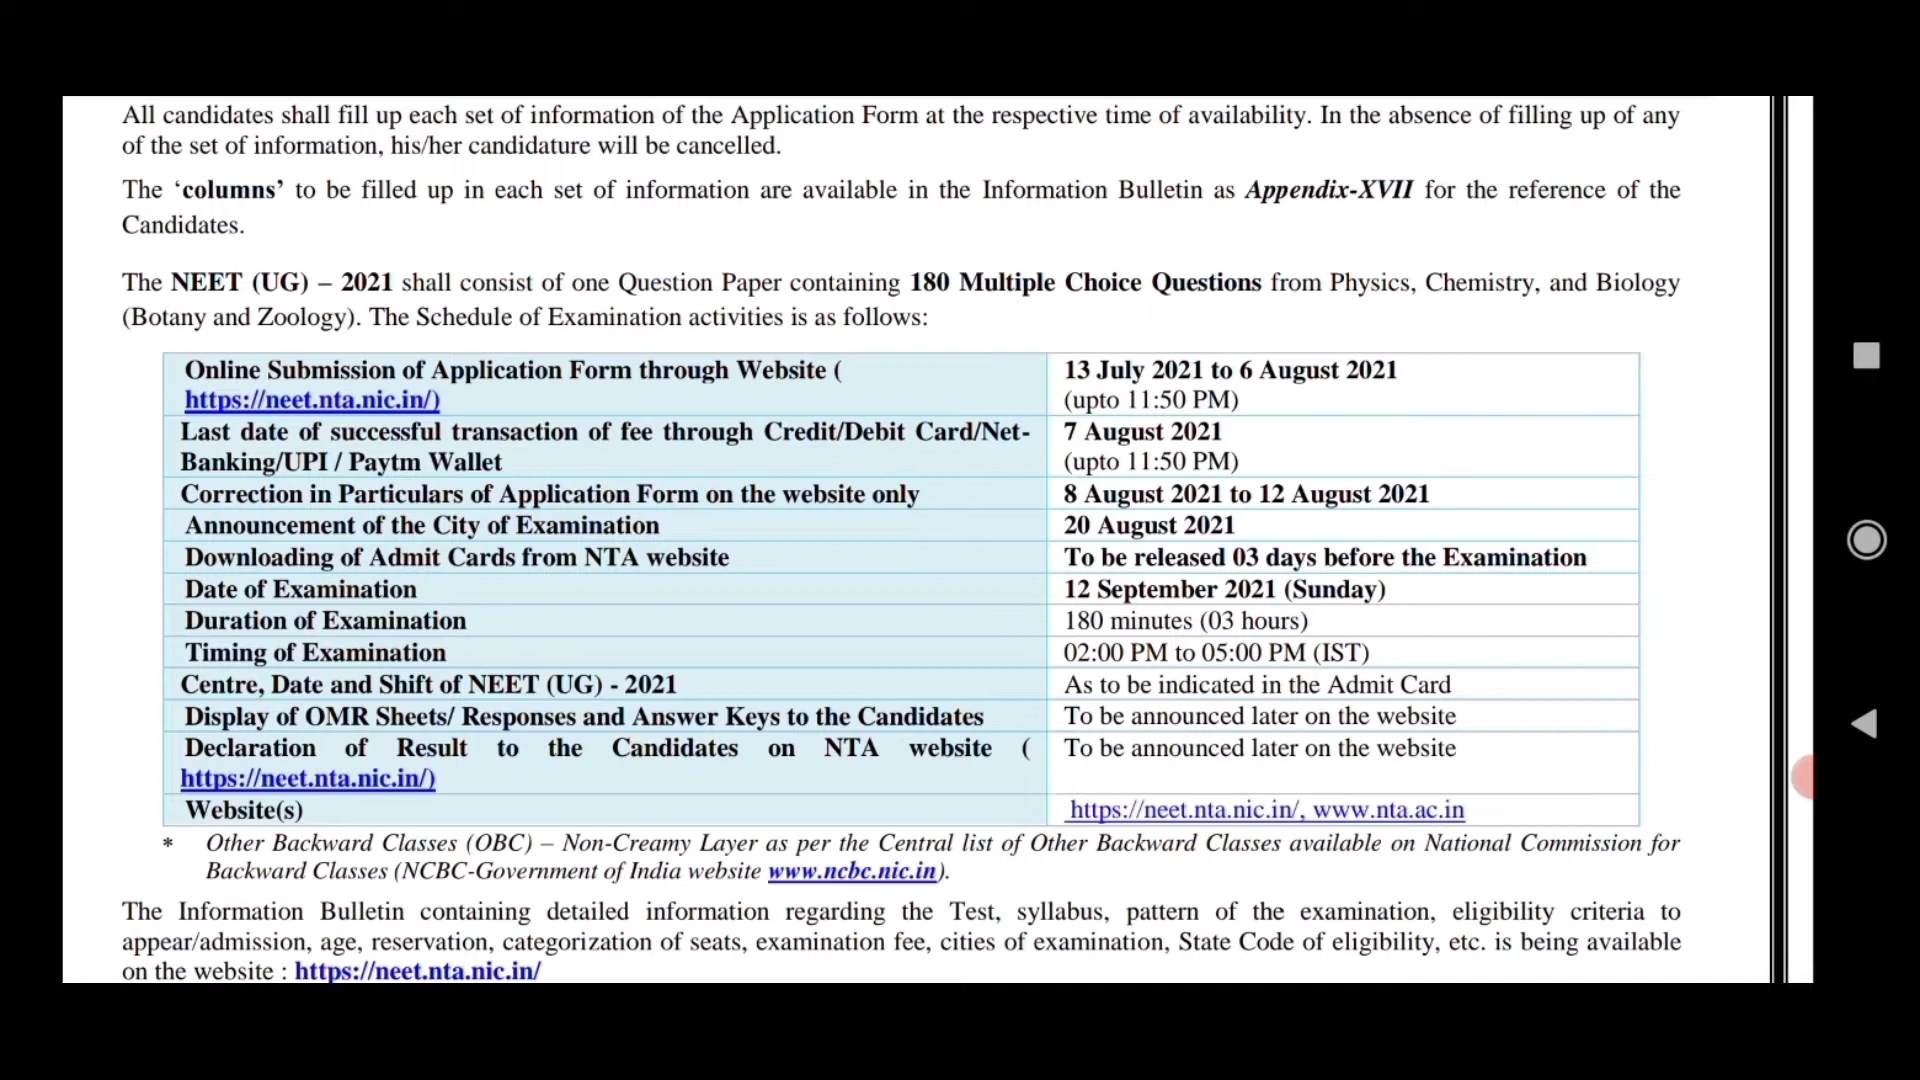 All candidates shall fill up each set of information of the Application Form at the respective time of availability. In the absence of filling up of any
of the set of information, his/her candidature will be cancelled.
The ‘columns’ to be filled up in each set of information are available in the Information Bulletin as Appendix-XVII for the reference of the
Candidates.
The NEET (UG) – 2021 shall consist of one Question Paper containing 180 Multiple Choice Questions from Physics, Chemistry, and Biology
(Botany and Zoology). The Schedule of Examination activities is as follows:
Online Submission of Application Form through Website (
https://neet.nta.nic.in/)
13 July 2021 to 6 August 2021
(upto 11:50 PM)
Last date of successful transaction of fee through Credit/Debit Card/Net-
Banking/UPI / Paytm Wallet
7 August 2021
(upto 11:50 PM)
Correction in Particulars of Application Form on the website only
8 August 2021 to 12 August 2021
Announcement of the City of Examination
20 August 2021
Downloading of Admit Cards from NTA website
To be released 03 days before the Examination
Date of Examination
12 September 2021 (Sunday)
Duration of Examination
180 minutes (03 hours)
Timing of Examination
02:00 PM to 05:00 PM (IST)
Centre, Date and Shift of NEET (UG) - 2021
As to be indicated in the Admit Card
Display of OMR Sheets/ Responses and Answer Keys to the Candidates
To be announced later on the website
Declaration of Result to the Candidates on NTA website (
https://neet.nta.nic.in/)
To be announced later on the website
Website(s)
https://neet.nta.nic.in/, www.nta.ac.in
* Other Backward Classes (OBC) – Non-Creamy Layer as per the Central list of Other Backward Classes available on National Commission for
Backward Classes (NCBC-Government of India website www.ncbc.nic.in).
The Information Bulletin containing detailed information regarding the Test, syllabus, pattern of the examination, eligibility criteria to
appear/admission, age, reservation, categorization of seats, examination fee, cities of examination, State Code of eligibility, etc. is being available
on the website : https://neet.nta.nic.in/